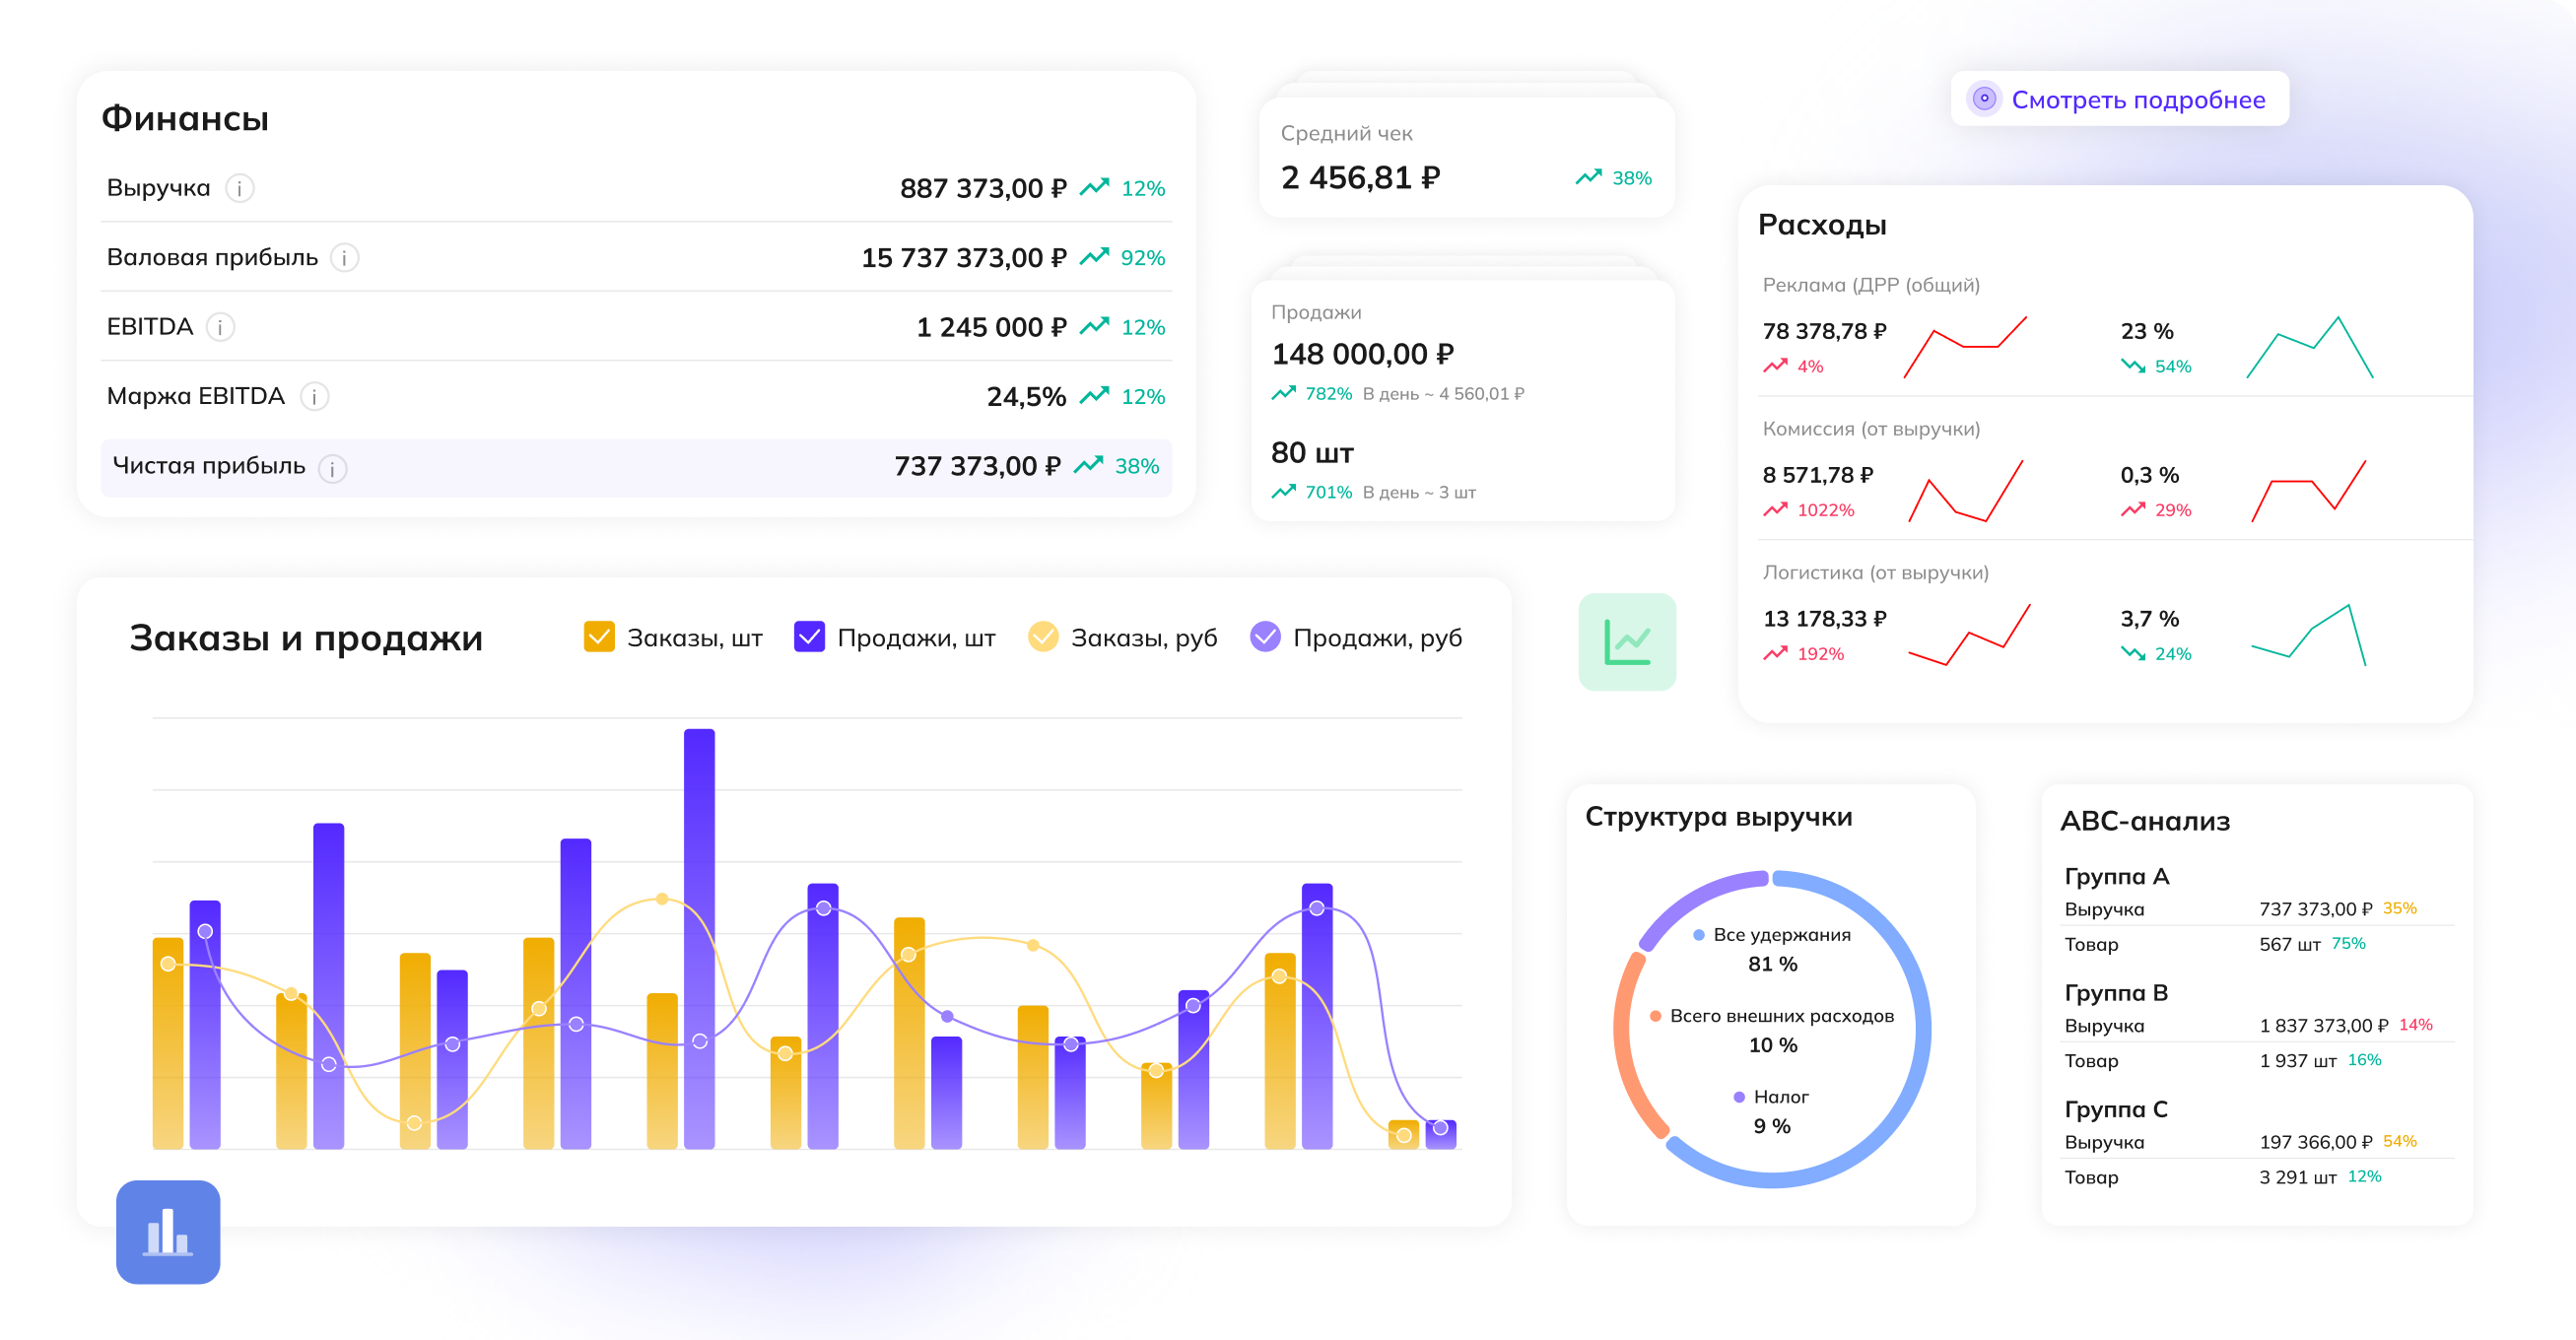 Финансы
Выручка i 887 373,00 ₽ 12%
Валовая прибыль i 15 737 373,00 ₽ 92%
EBITDA i 1 245 000 ₽ 12%
Маржа EBITDA i 24,5% 12%
Чистая прибыль i 737 373,00 ₽ 38%
Средний чек
2 456,81 ₽ 38%
Продажи
148 000,00 ₽
782% В день ~ 4 560,01 ₽
80 шт
701% В день ~ 3 шт
Смотреть подробнее
Расходы
Реклама (ДРР (общий)
78 378,78 ₽ 23 %
4% 54%
Комиссия (от выручки)
8 571,78 ₽ 0,3 %
1022% 29%
Логистика (от выручки)
13 178,33 ₽ 3,7 %
192% 24%
Заказы и продажи
Заказы, шт Продажи, шт Заказы, руб Продажи, руб
Структура выручки
Все удержания
81 %
Всего внешних расходов
10 %
Налог
9 %
ABC-анализ
Группа А
Выручка 737 373,00 ₽ 35%
Товар 567 шт 75%
Группа B
Выручка 1 837 373,00 ₽ 14%
Товар 1 937 шт 16%
Группа C
Выручка 197 366,00 ₽ 54%
Товар 3 291 шт 12%